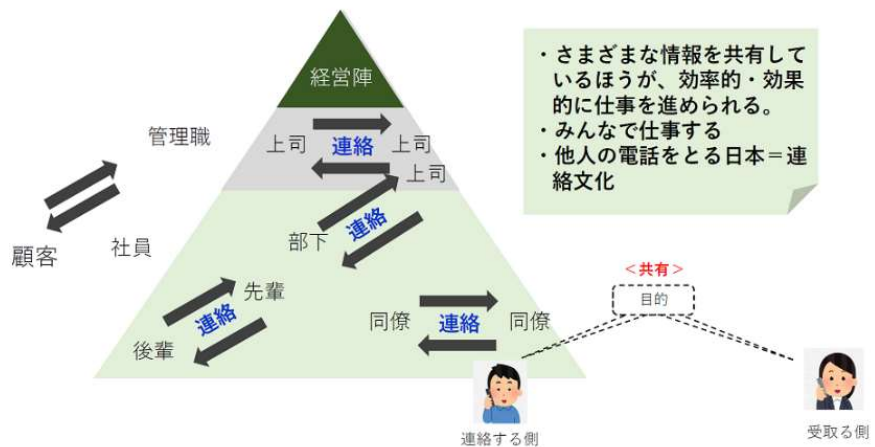 経営陣
管理職
上司 連絡 上司
上司
顧客
社員
部下 連絡
先輩
連絡
後輩
同僚 連絡 同僚
・さまざまな情報を共有して
いるほうが、効率的・効果
的に仕事を進められる。
・みんなで仕事する
・他人の電話をとる日本＝連
絡文化
＜共有＞
目的
連絡する側
受取る側